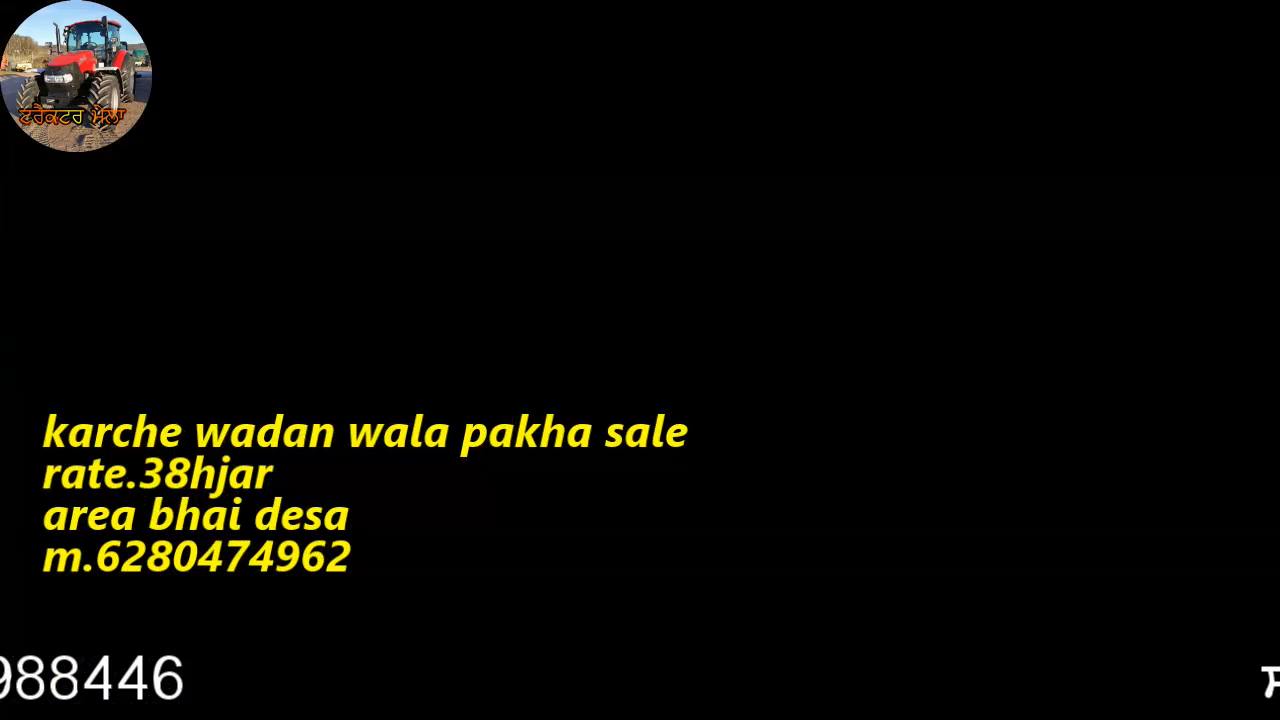 ਟਰੈਕਟਰ ਮੇਲਾ
karche wadan wala pakha sale
rate.38hjar
area bhai desa
m.6280474962
988446